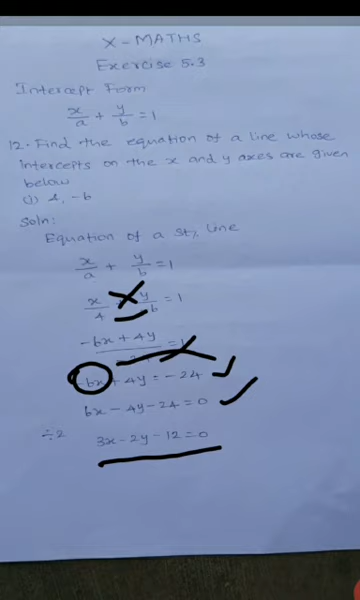 X-MATHS
Exercise 5.3
Intercept Form
x/a + y/b = 1
12. Find the equation of a line whose
intercepts on the x and y axes are given
below
(i) 4, -6
Soln:
Equation of a st. line
x/a + y/b = 1
x/4 y/6 = 1
-6x + 4y = 1
-6x + 4y = -24
6x - 4y - 24 = 0
÷2 3x - 2y - 12 = 0